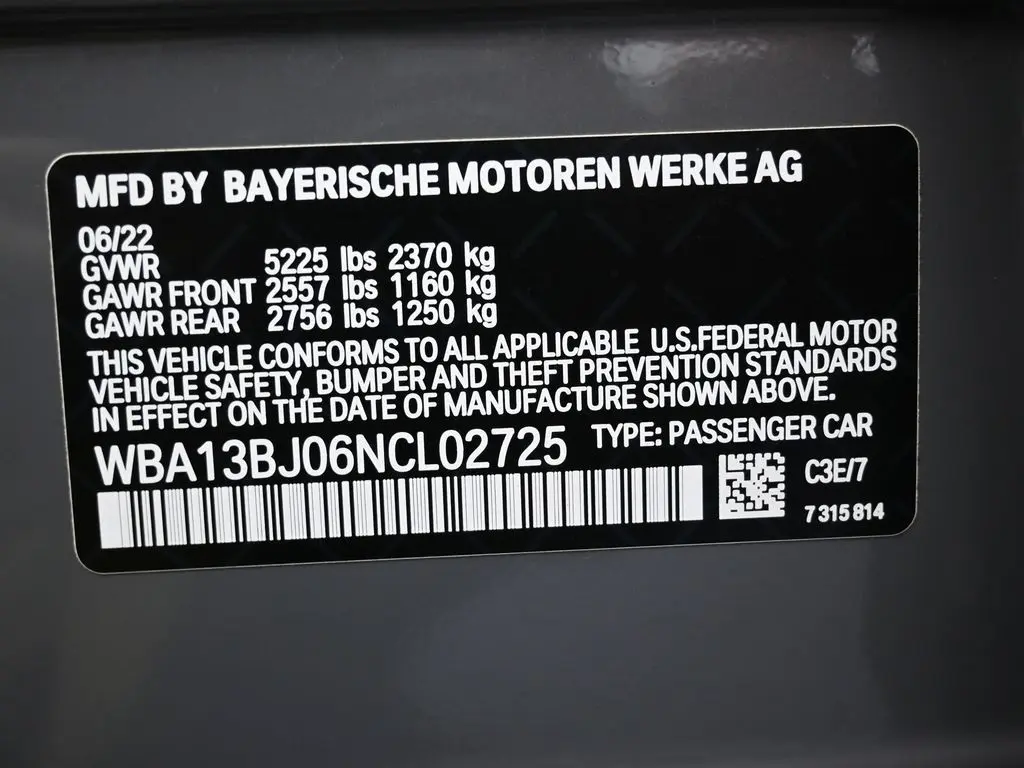 MFD BY BAYERISCHE MOTOREN WERKE AG
06/22
GVWR 5225 lbs 2370 kg
GAWR FRONT 2557 lbs 1160 kg
GAWR REAR 2756 lbs 1250 kg
THIS VEHICLE CONFORMS TO ALL APPLICABLE U.S.FEDERAL MOTOR
VEHICLE SAFETY, BUMPER AND THEFT PREVENTION STANDARDS
IN EFFECT ON THE DATE OF MANUFACTURE SHOWN ABOVE.
WBA13BJ06NCL02725 TYPE: PASSENGER CAR
C3E/7
7 315 814